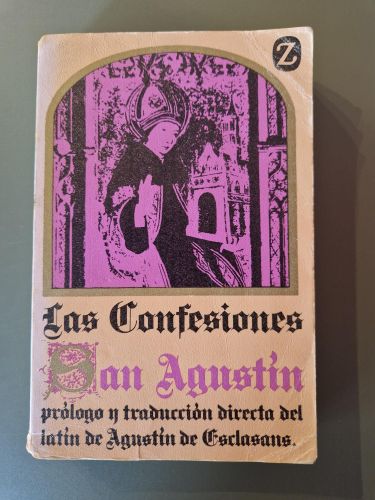 Z
Las Confesiones
San Agustín
prólogo y traducción directa del
latín de Agustín de Esclasans.